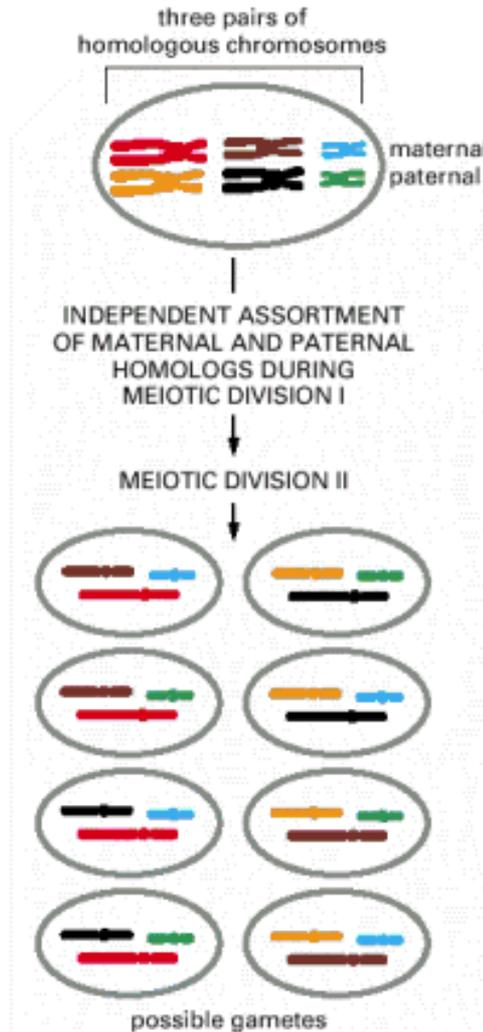 three pairs of
homologous chromosomes
maternal
paternal
INDEPENDENT ASSORTMENT
OF MATERNAL AND PATERNAL
HOMOLOGS DURING
MEIOTIC DIVISION I
MEIOTIC DIVISION II
possible gametes